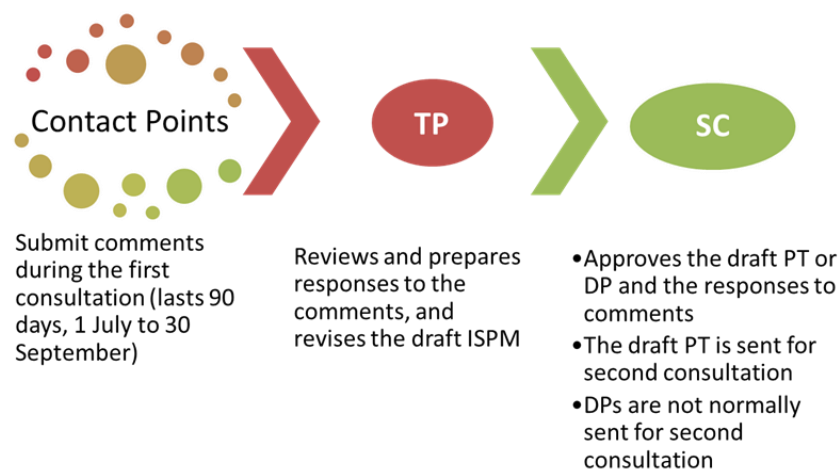 Contact Points
TP
SC
Submit comments
during the first
consultation (lasts 90
days, 1 July to 30
September)
Reviews and prepares
responses to the
comments, and
revises the draft ISPM
•Approves the draft PT or
DP and the responses to
comments
•The draft PT is sent for
second consultation
•DPs are not normally
sent for second
consultation